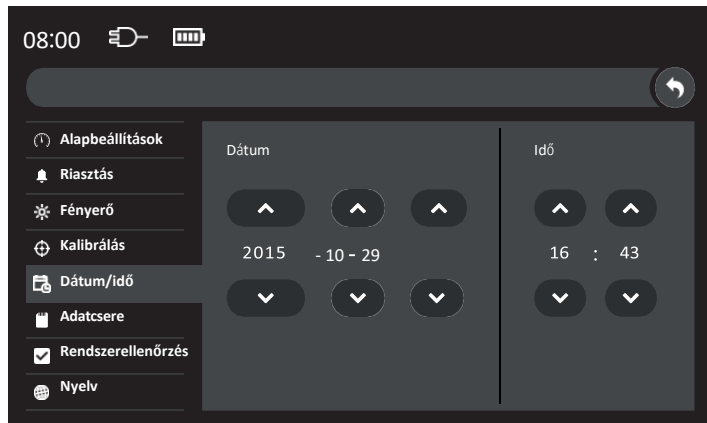 08:00
Alapbeállítások
Riasztás
Fényerő
Kalibrálás
Dátum/idő
Adatcsere
Rendszerellenőrzés
Nyelv
Dátum
2015 - 10 - 29
Idő
16 : 43